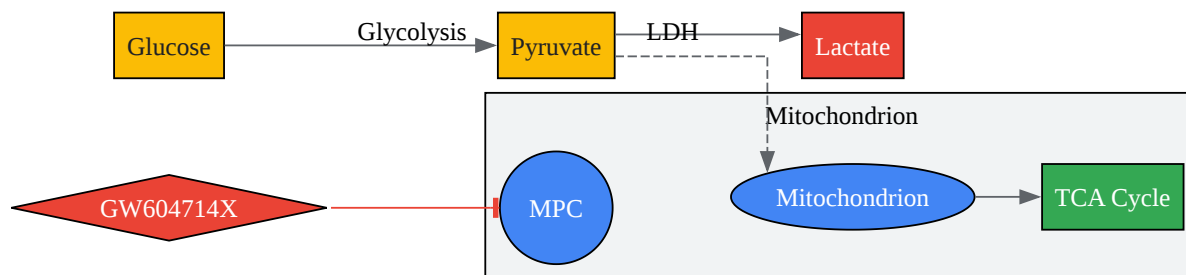 Glucose
Glycolysis
Pyruvate
LDH
Lactate
Mitochondrion
GW604714X
MPC
Mitochondrion
TCA Cycle